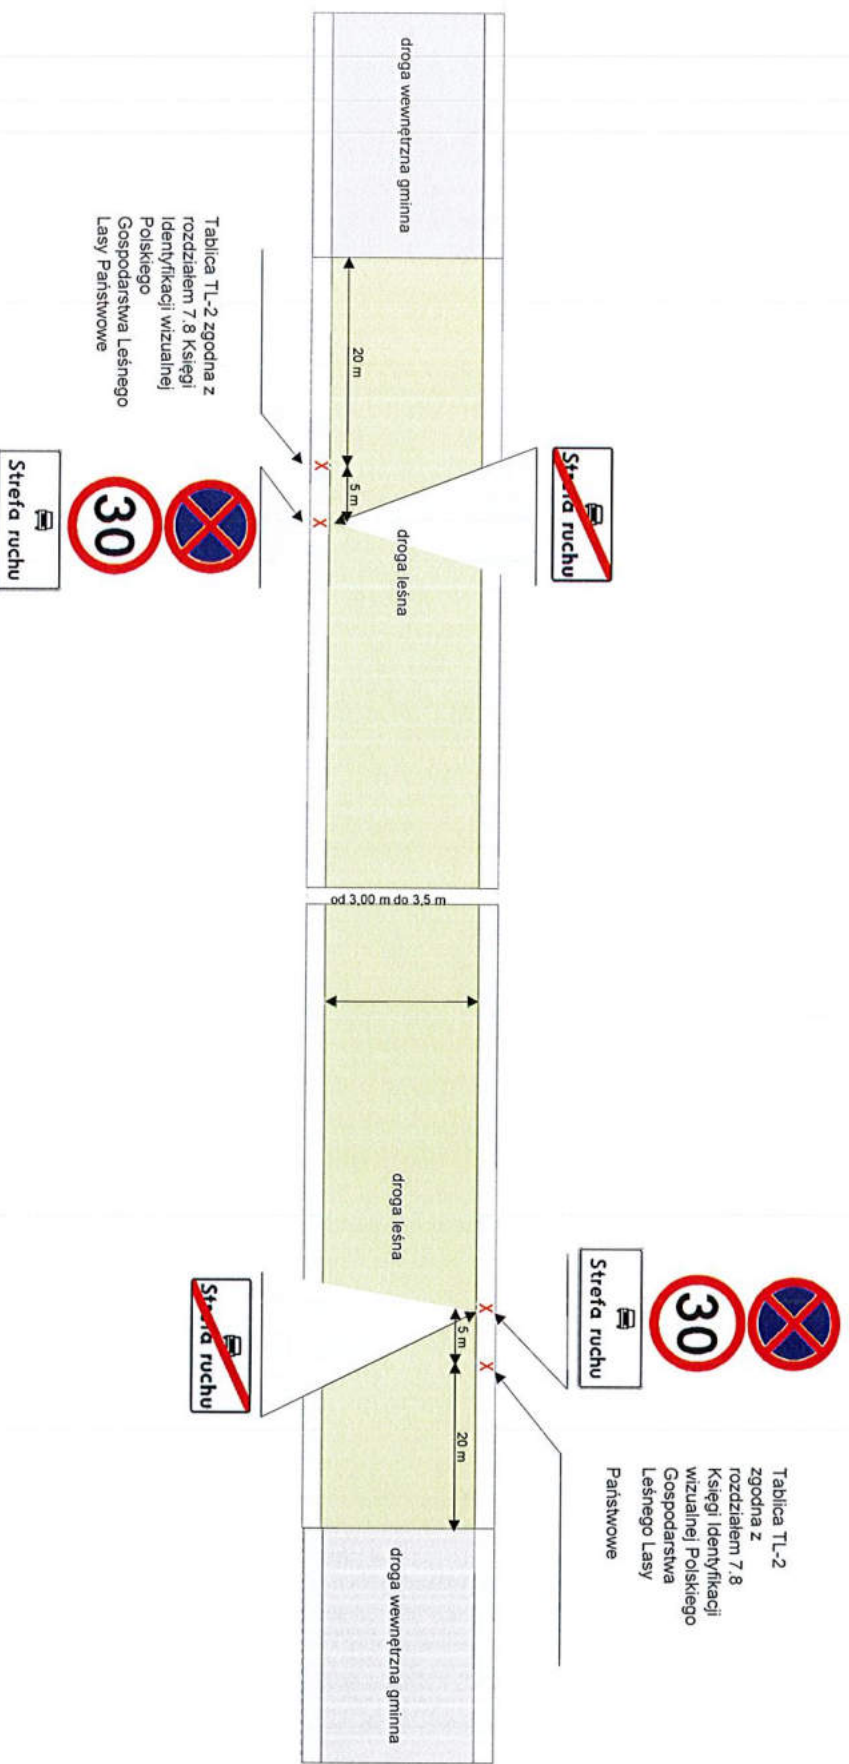 droga wewnętrzna gminna
20 m
5 m
droga leśna
Strefa ruchu
Tablica TL-2 zgodna z
rozdziałem 7.8 Księgi
Identyfikacji wizualnej
Polskiego
Gospodarstwa Leśnego
Lasy Państwowe
30
Strefa ruchu
od 3,00 m do 3,5 m
droga leśna
5 m
20 m
droga wewnętrzna gminna
30
Strefa ruchu
Tablica TL-2
zgodna z
rozdziałem 7.8
Księgi Identyfikacji
wizualnej Polskiego
Gospodarstwa
Leśnego Lasy
Państwowe
Strefa ruchu